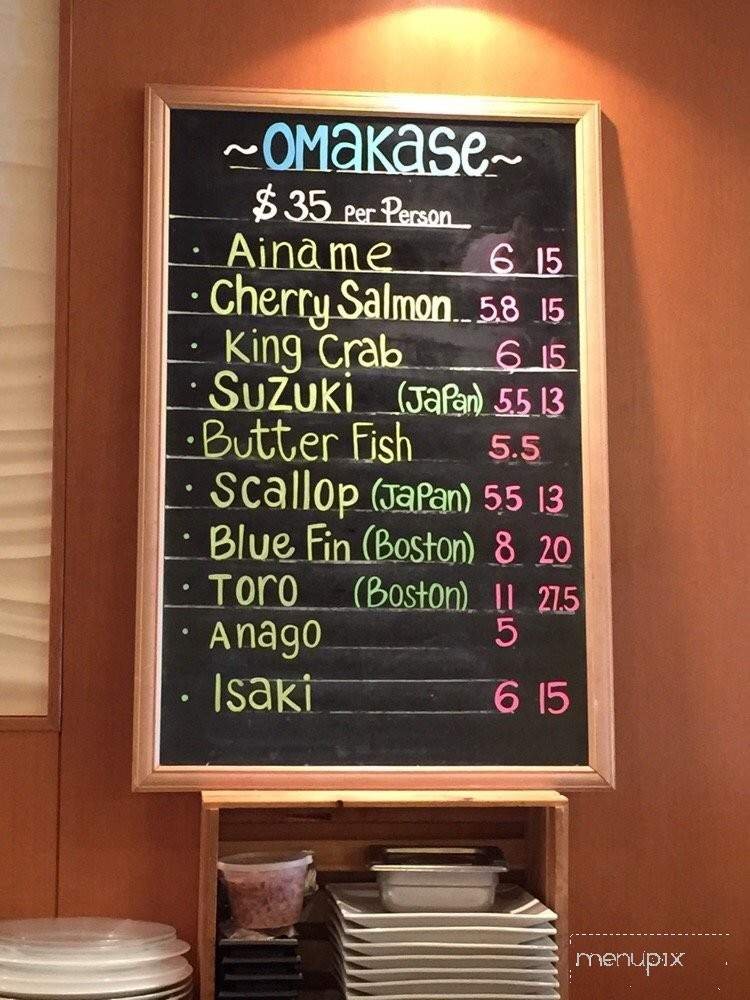 ~OMAKASE~
$35 Per Person
· Ainame 6 15
· Cherry Salmon 5.8 15
· King Crab 6 15
· Suzuki (Japan) 5.5 13
· Butter Fish 5.5
· Scallop (Japan) 55 13
· Blue Fin (Boston) 8 20
· Toro (Boston) 11 27.5
· Anago 5
· Isaki 6 15
menupix